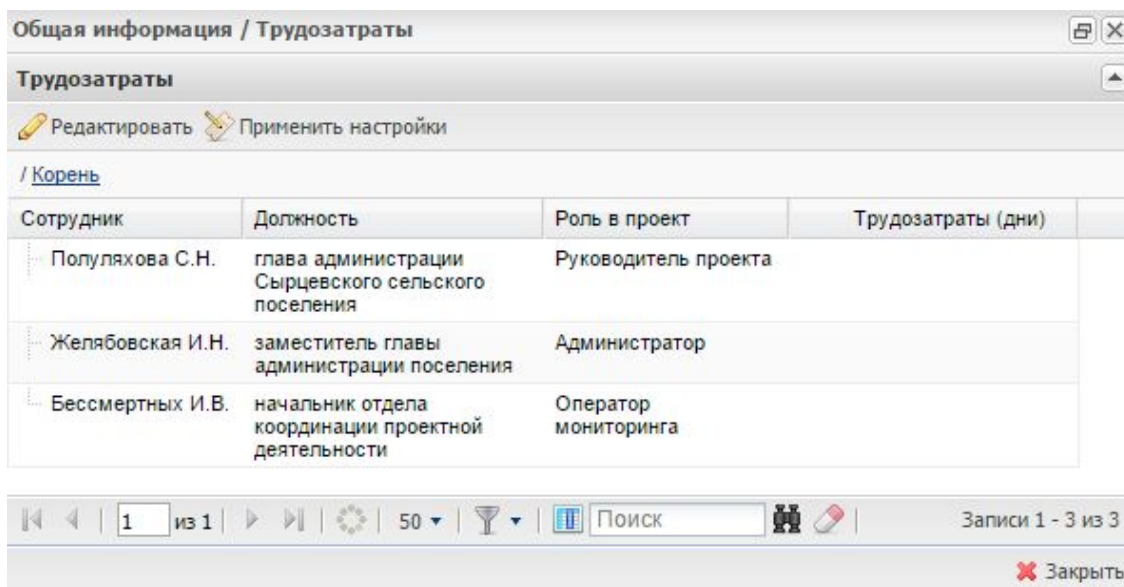 Общая информация / Трудозатраты
Трудозатраты
Редактировать Применить настройки
/ Корень
Сотрудник Должность Роль в проект Трудозатраты (дни)
Полуляхова С.Н. глава администрации Руководитель проекта
Сырцевского сельского
поселения
Желябовская И.Н. заместитель главы Администратор
администрации поселения
Бессмертных И.В. начальник отдела Оператор
координации проектной мониторинга
деятельности
1 из 1 50 Поиск Записи 1 - 3 из 3
Закрыть